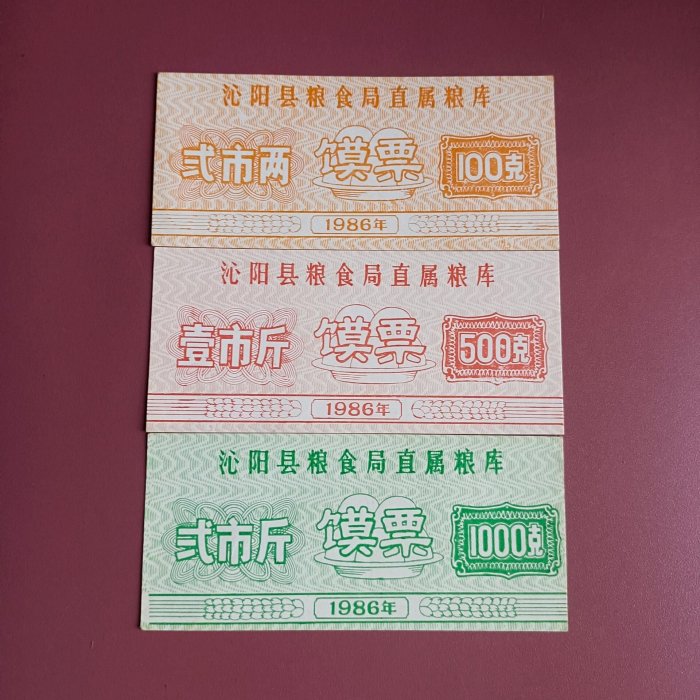 沁阳县粮食局直属粮库
弍市两 馍票 100克
1986年
沁阳县粮食局直属粮库
壹市斤 馍票 500克
1986年
沁阳县粮食局直属粮库
弍市斤 馍票 1000克
1986年